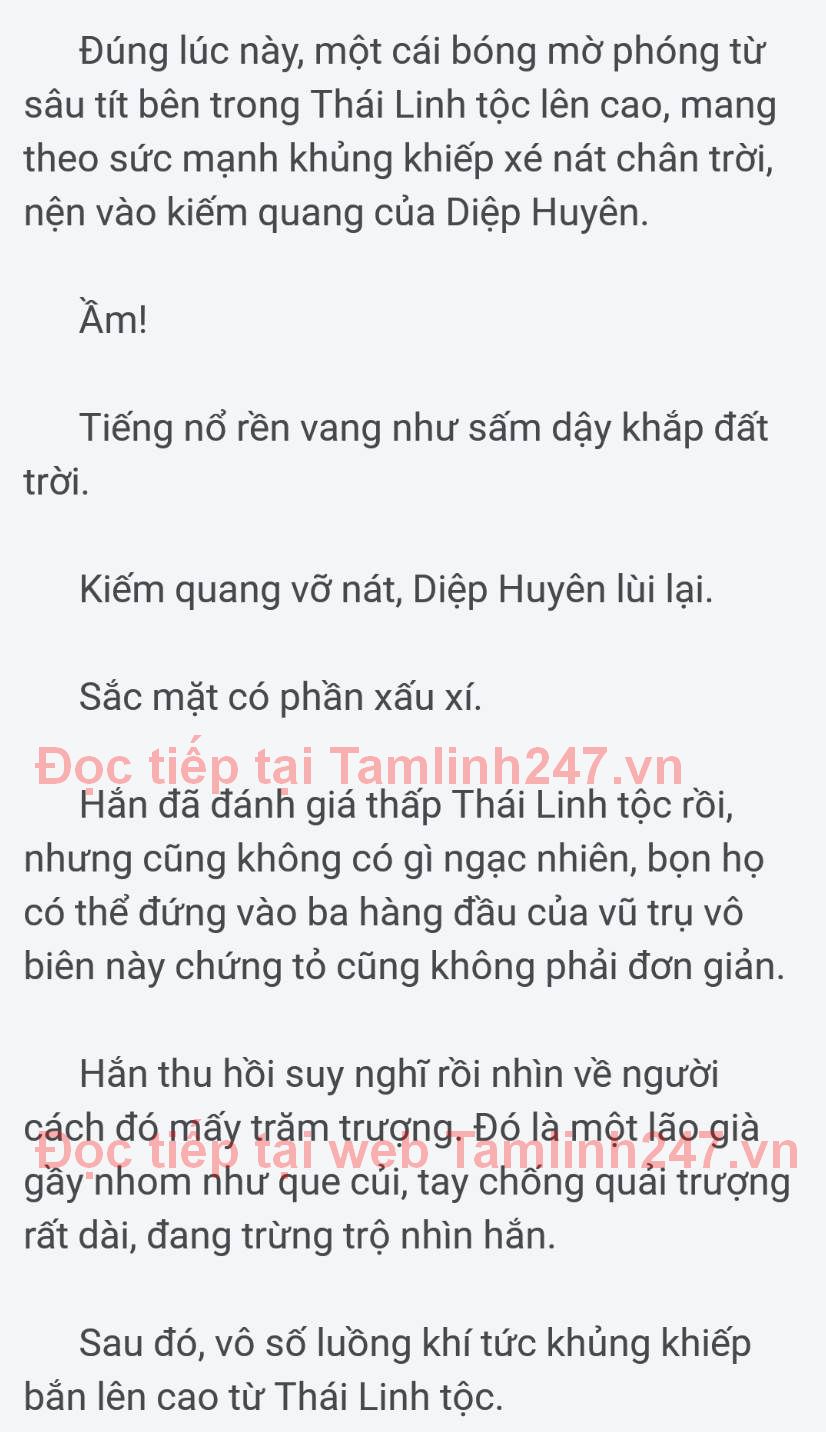 Đúng lúc này, một cái bóng mờ phóng từ
sâu tít bên trong Thái Linh tộc lên cao, mang
theo sức mạnh khủng khiếp xé nát chân trời,
nện vào kiếm quang của Diệp Huyên.
Ầm!
Tiếng nổ rền vang như sấm dậy khắp đất
trời.
Kiếm quang vỡ nát, Diệp Huyên lùi lại.
Sắc mặt có phần xấu xí.
Đọc tiếp tại Tamlinh247.vn
Hắn đã đánh giá thấp Thái Linh tộc rồi,
nhưng cũng không có gì ngạc nhiên, bọn họ
có thể đứng vào ba hàng đầu của vũ trụ vô
biên này chứng tỏ cũng không phải đơn giản.
Hắn thu hồi suy nghĩ rồi nhìn về người
cách đó mấy trăm trượng. Đó là một lão già
Đọc tiếp tại web Tamlinh247.vn
gầy nhom như que củi, tay chống quải trượng
rất dài, đang trừng trộ nhìn hắn.
Sau đó, vô số luồng khí tức khủng khiếp
bắn lên cao từ Thái Linh tộc.